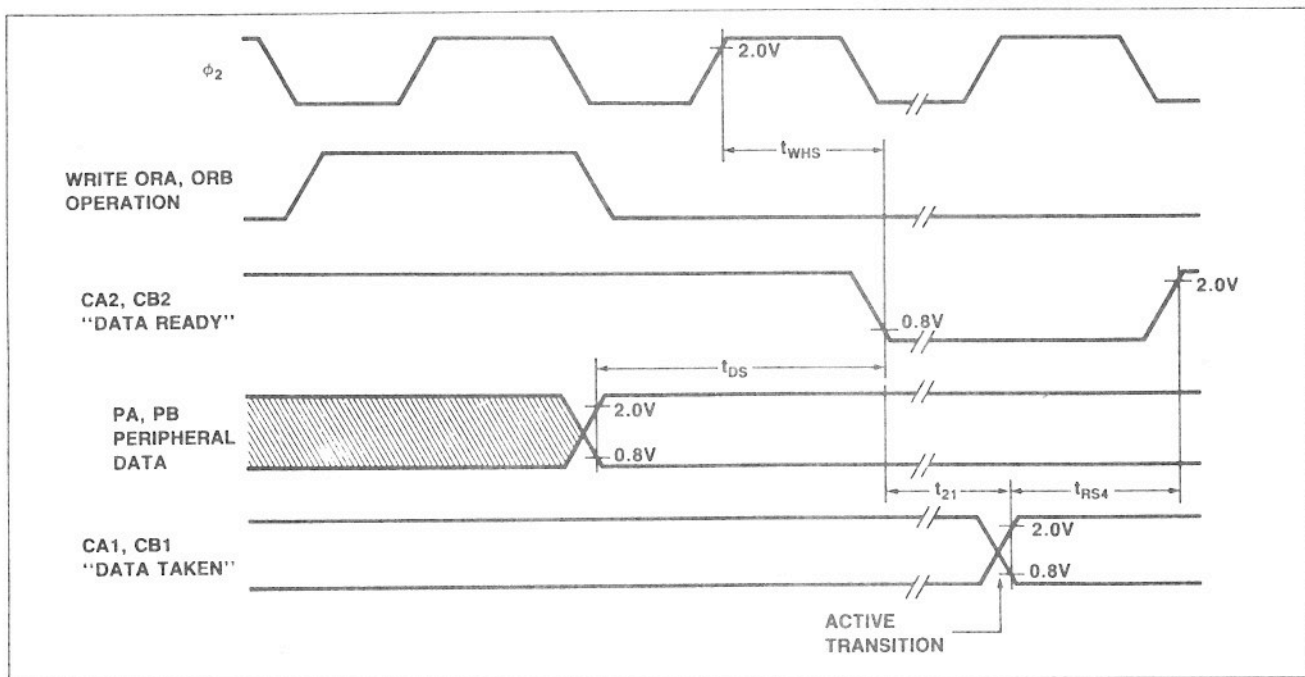 ϕ2
2.0V
tWHS
WRITE ORA, ORB
OPERATION
CA2, CB2
"DATA READY"
0.8V
2.0V
tDS
PA, PB
PERIPHERAL
DATA
2.0V
0.8V
t21
tRS4
CA1, CB1
"DATA TAKEN"
2.0V
0.8V
ACTIVE
TRANSITION